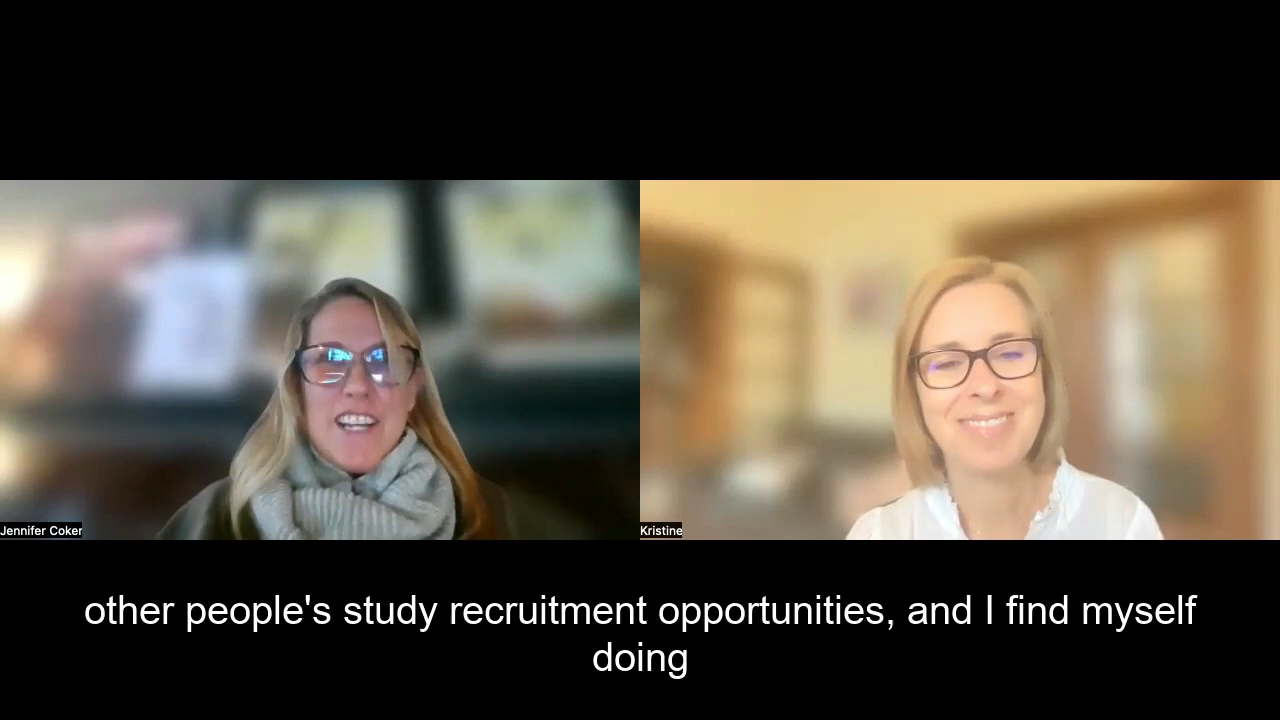 Jennifer Coker
Kristine
other people's study recruitment opportunities, and I find myself
doing